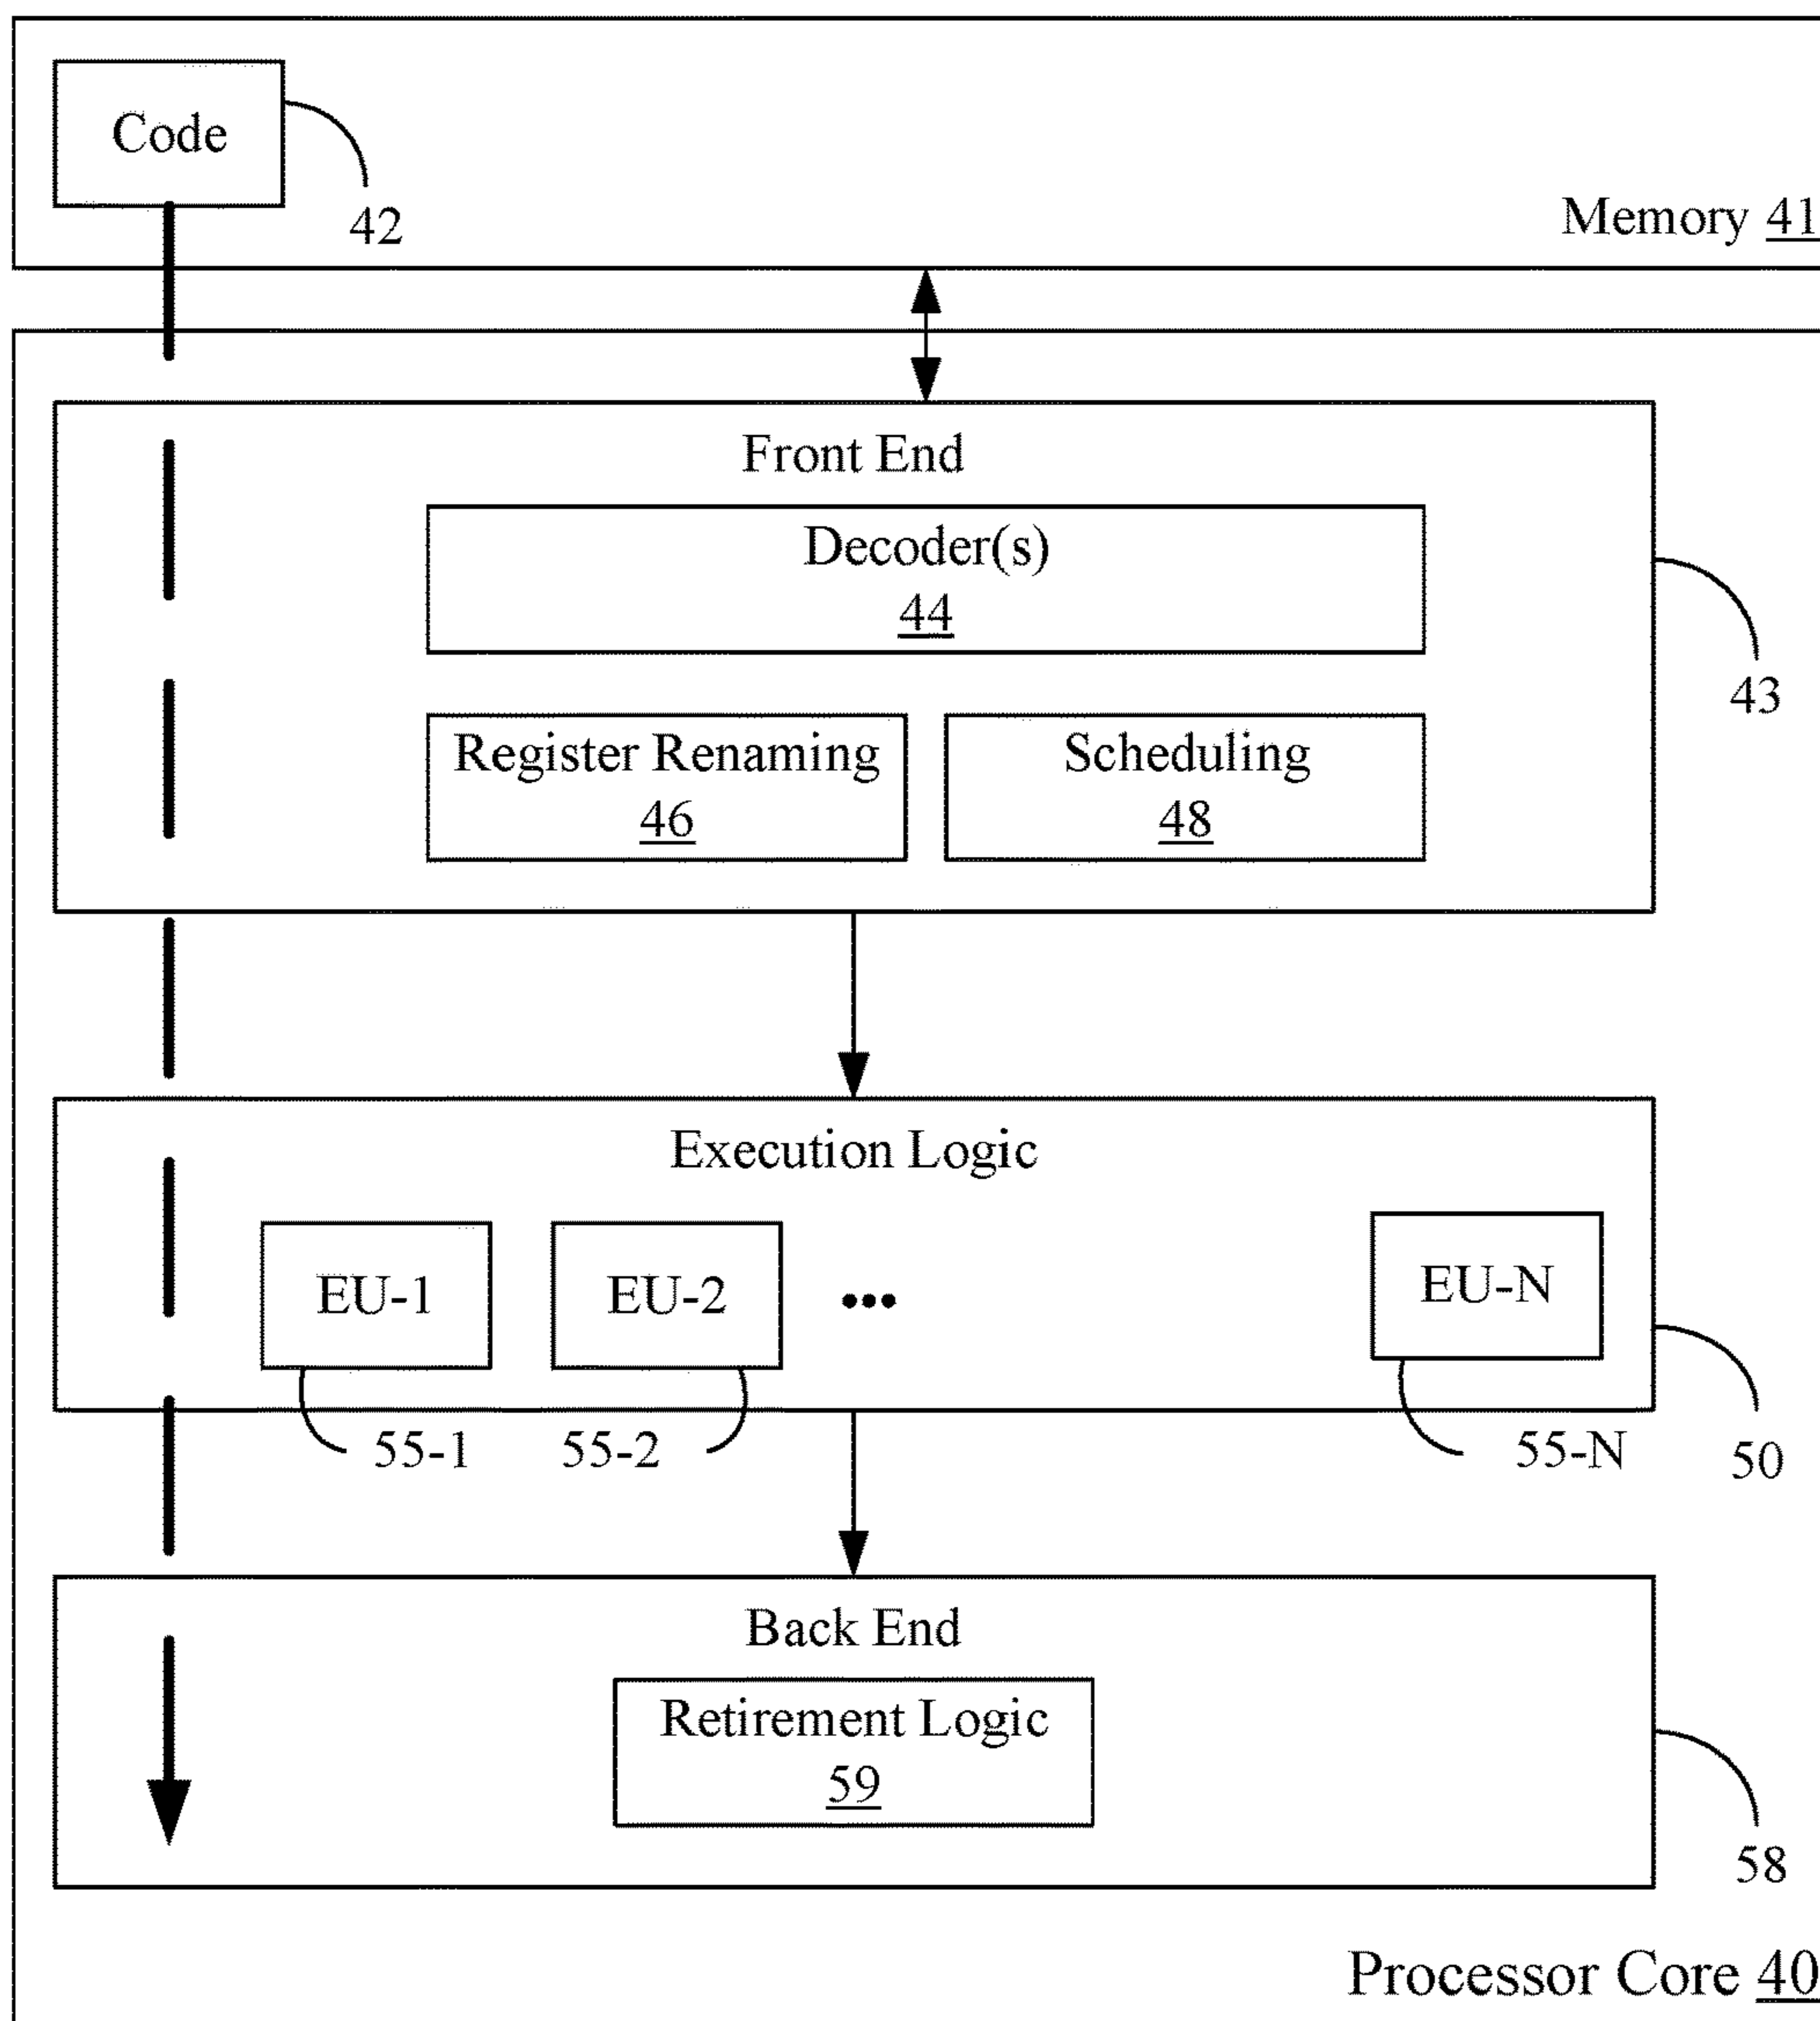 Code
42
Memory 41
Front End
Decoder(s)
44
43
Register Renaming
46
Scheduling
48
Execution Logic
EU-1
EU-2
•••
EU-N
55-1
55-2
55-N
50
Back End
Retirement Logic
59
58
Processor Core 40